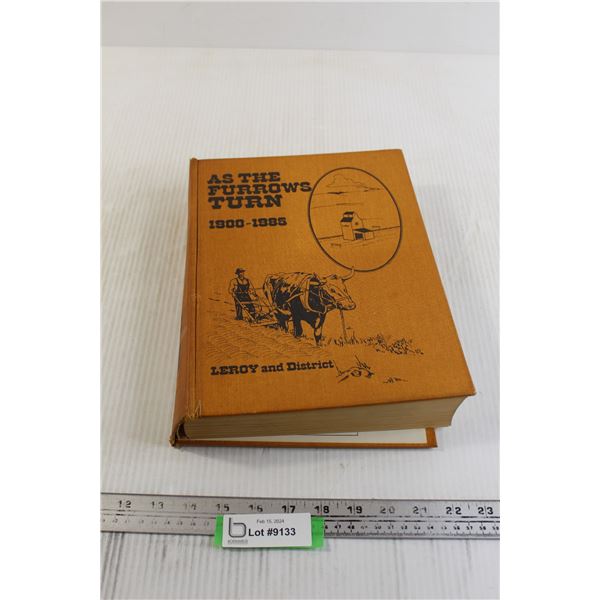 AS THE
FURROWS
TURN
1900-1985
LEROY and District
12 13 14 15 16 17 18 19 20 21 22 23
Feb 15, 2024
b
Lot #9133